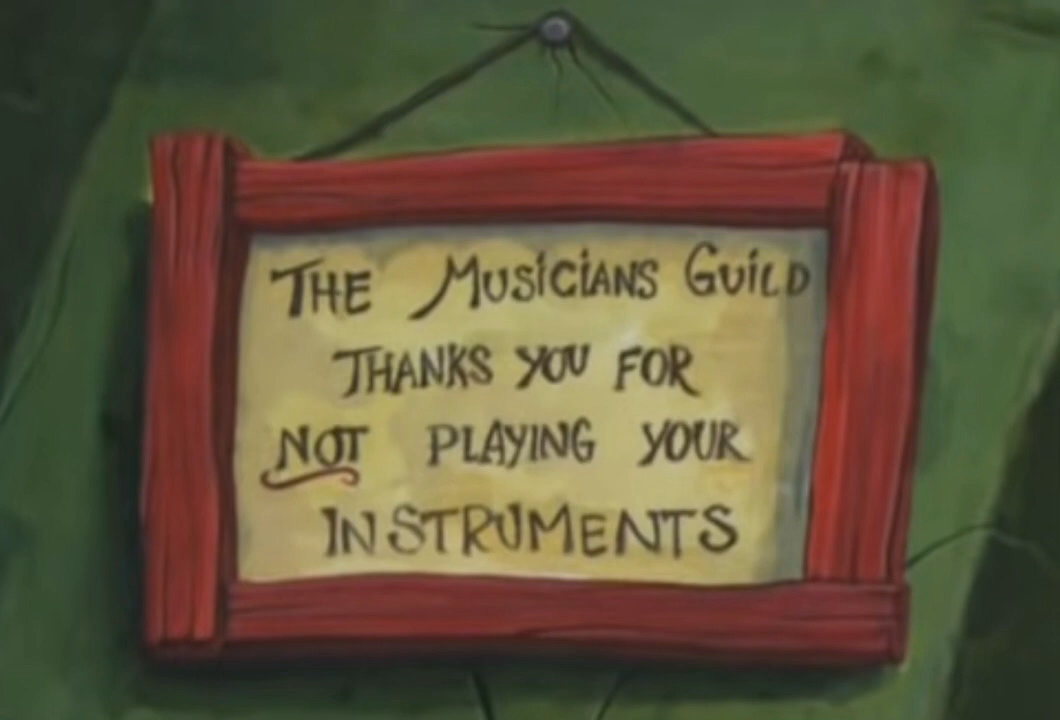 THE MUSiCiANS GUiLD
THANKS YOU FOR
NOT PLAYING YOUR
INSTRUMENTS